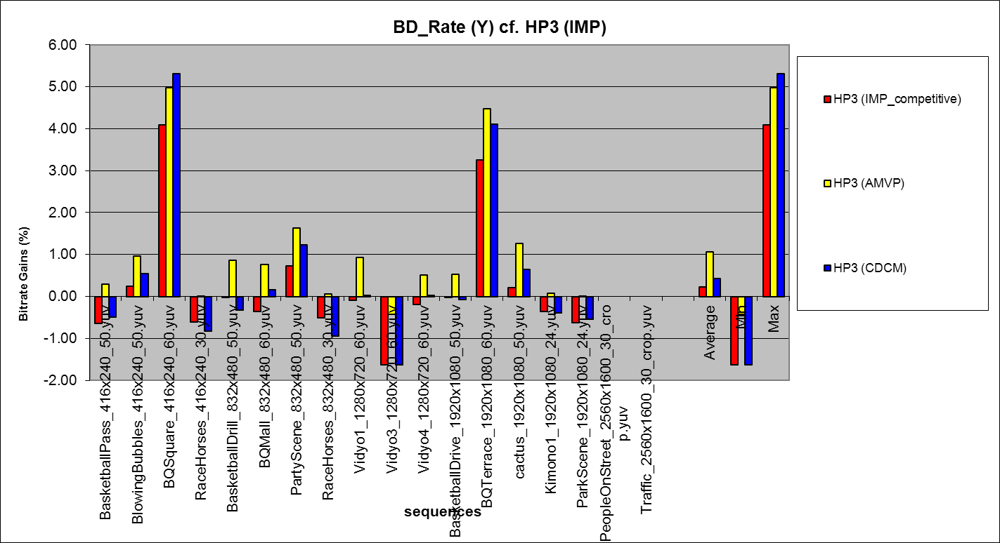 BD_Rate (Y) cf. HP3 (IMP)
6.00
5.00
4.00
3.00
2.00
1.00
0.00
-1.00
-2.00
Bitrate Gains (%)
BasketballPass_416x240_50.yuv
BlowingBubbles_416x240_50.yuv
BQSquare_416x240_60.yuv
RaceHorses_416x240_30.yuv
BasketballDrill_832x480_50.yuv
BQMall_832x480_60.yuv
PartyScene_832x480_50.yuv
RaceHorses_832x480_30.yuv
Vidyo1_1280x720_60.yuv
Vidyo3_1280x720_60.yuv
Vidyo4_1280x720_60.yuv
BasketballDrive_1920x1080_50.yuv
BQTerrace_1920x1080_60.yuv
cactus_1920x1080_50.yuv
Kimono1_1920x1080_24.yuv
ParkScene_1920x1080_24.yuv
PeopleOnStreet_2560x1600_30_cro
p.yuv
Traffic_2560x1600_30_crop.yuv
Average
Min
Max
sequences
HP3 (IMP_competitive)
HP3 (AMVP)
HP3 (CDCM)